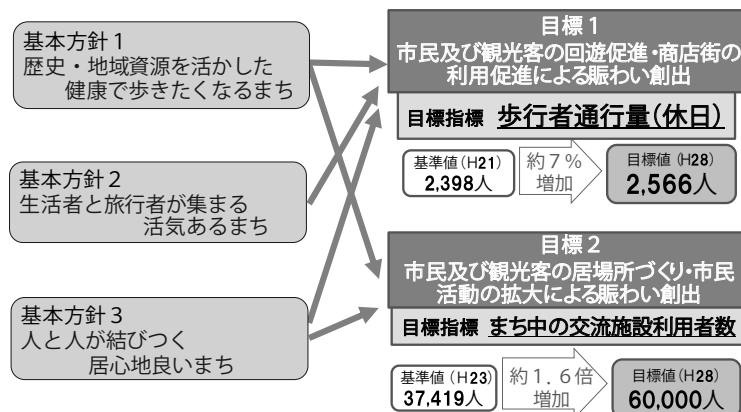 基本方針１
歴史・地域資源を活かした
健康で歩きたくなるまち
基本方針２
生活者と旅行者が集まる
活気あるまち
基本方針３
人と人が結びつく
居心地良いまち
目標１
市民及び観光客の回遊促進・商店街の
利用促進による賑わい創出
目標指標 歩行者通行量（休日）
基準値（H21）
2,398人
約７％
増加
目標値（H28）
2,566人
目標２
市民及び観光客の居場所づくり・市民
活動の拡大による賑わい創出
目標指標 まち中の交流施設利用者数
基準値（H23）
37,419人
約１．６倍
増加
目標値（H28）
60,000人